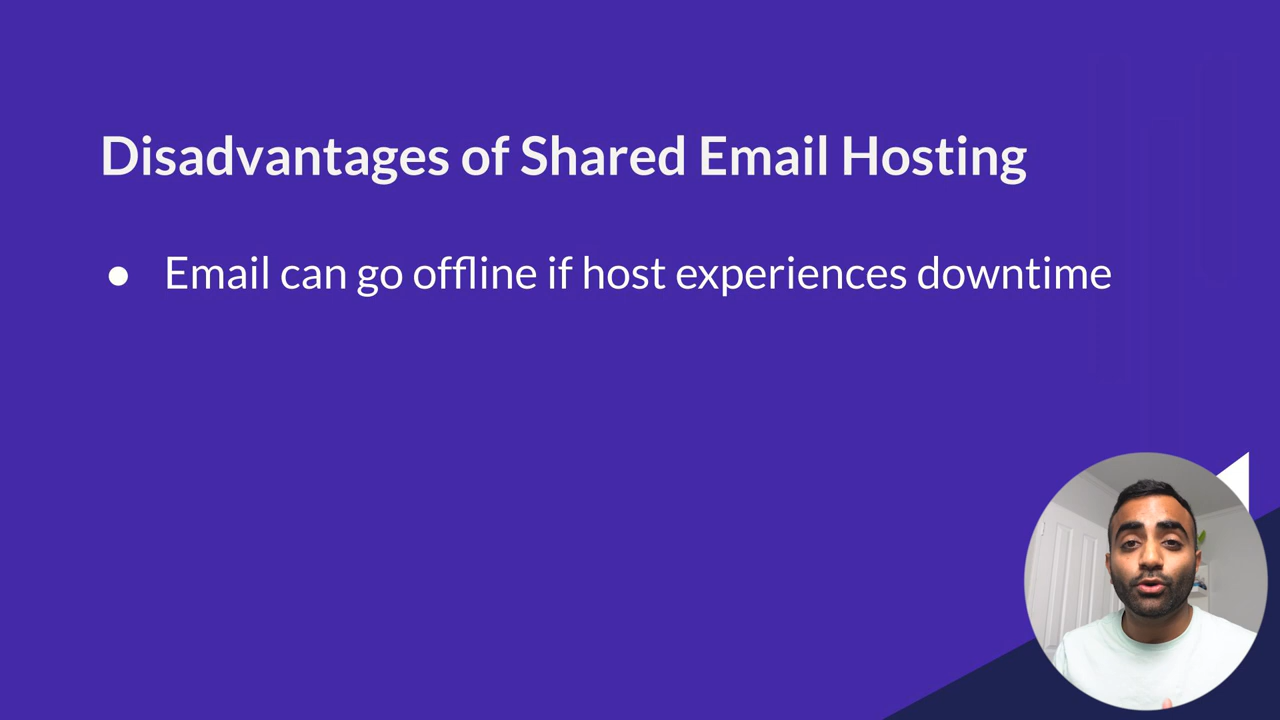 Disadvantages of Shared Email Hosting
● Email can go offline if host experiences downtime